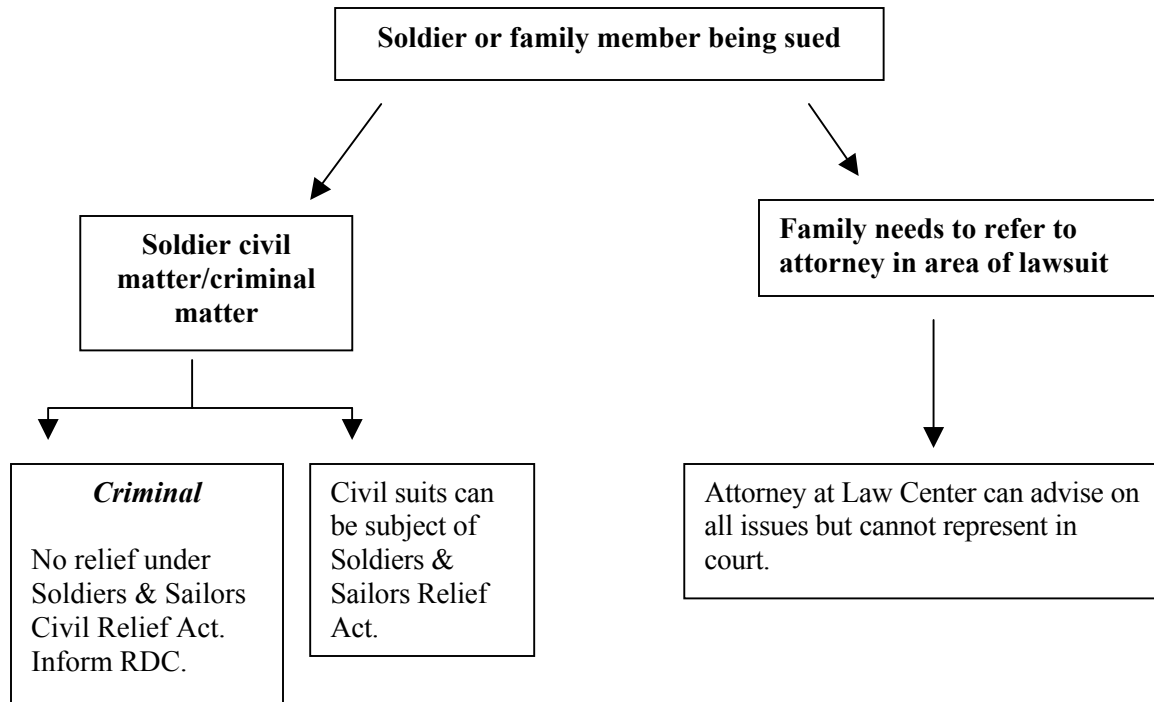 Soldier or family member being sued
Soldier civil
matter/criminal
matter
Family needs to refer to
attorney in area of lawsuit
Criminal
No relief under
Soldiers & Sailors
Civil Relief Act.
Inform RDC.
Civil suits can
be subject of
Soldiers &
Sailors Relief
Act.
Attorney at Law Center can advise on
all issues but cannot represent in
court.